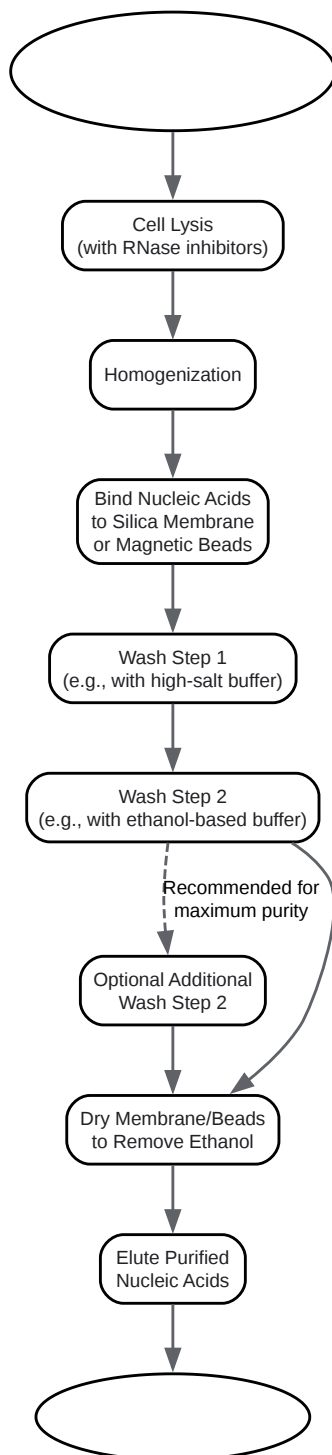 Cell Lysis
(with RNase inhibitors)
Homogenization
Bind Nucleic Acids
to Silica Membrane
or Magnetic Beads
Wash Step 1
(e.g., with high-salt buffer)
Wash Step 2
(e.g., with ethanol-based buffer)
Recommended for
maximum purity
Optional Additional
Wash Step 2
Dry Membrane/Beads
to Remove Ethanol
Elute Purified
Nucleic Acids